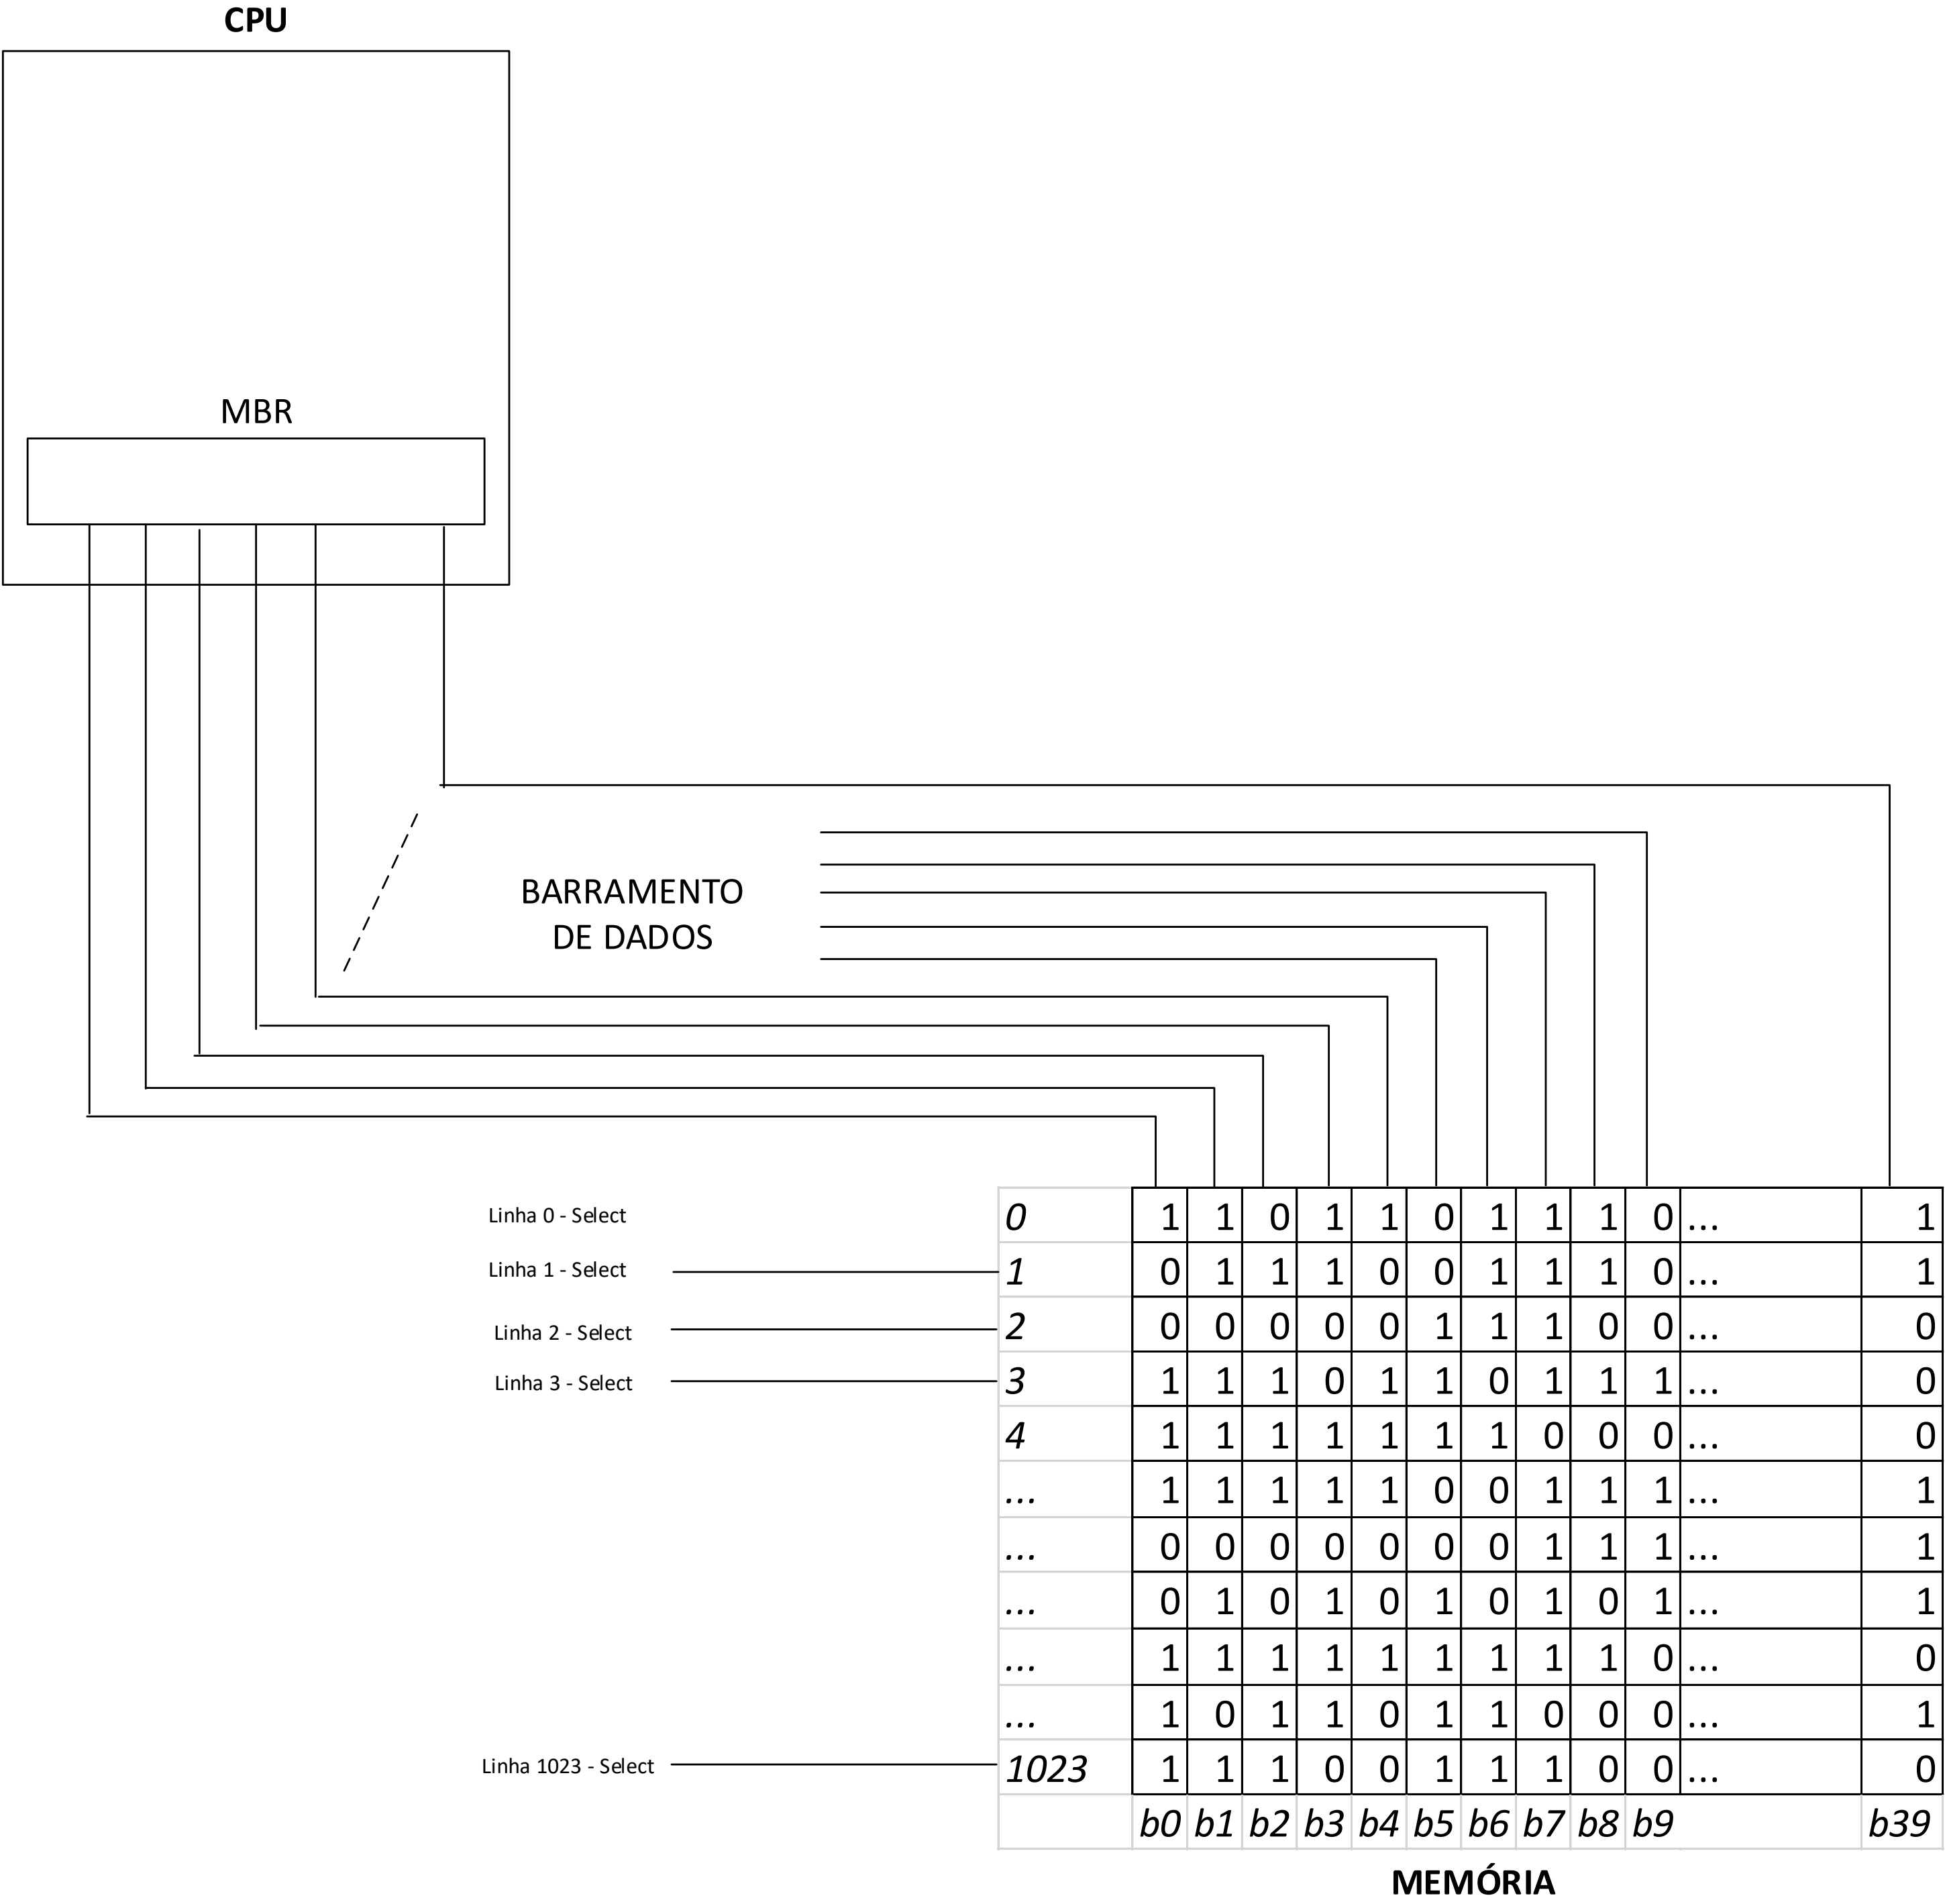 CPU
MBR
BARRAMENTO
DE DADOS
Linha 0 - Select
Linha 1 - Select
Linha 2 - Select
Linha 3 - Select
Linha 1023 - Select
0 1 1 0 1 1 0 1 1 1 0 ... 1
1 0 1 1 1 0 0 1 1 1 0 ... 1
2 0 0 0 0 0 1 1 1 0 0 ... 0
3 1 1 1 0 1 1 0 1 1 1 ... 0
4 1 1 1 1 1 1 1 0 0 0 ... 0
... 1 1 1 1 1 0 0 1 1 1 ... 1
... 0 0 0 0 0 0 0 1 1 1 ... 1
... 0 1 0 1 0 1 0 1 0 1 ... 1
... 1 1 1 1 1 1 1 1 1 0 ... 0
... 1 0 1 1 0 1 1 0 0 0 ... 1
1023 1 1 1 0 0 1 1 1 0 0 ... 0
b0 b1 b2 b3 b4 b5 b6 b7 b8 b9 b39
MEMÓRIA